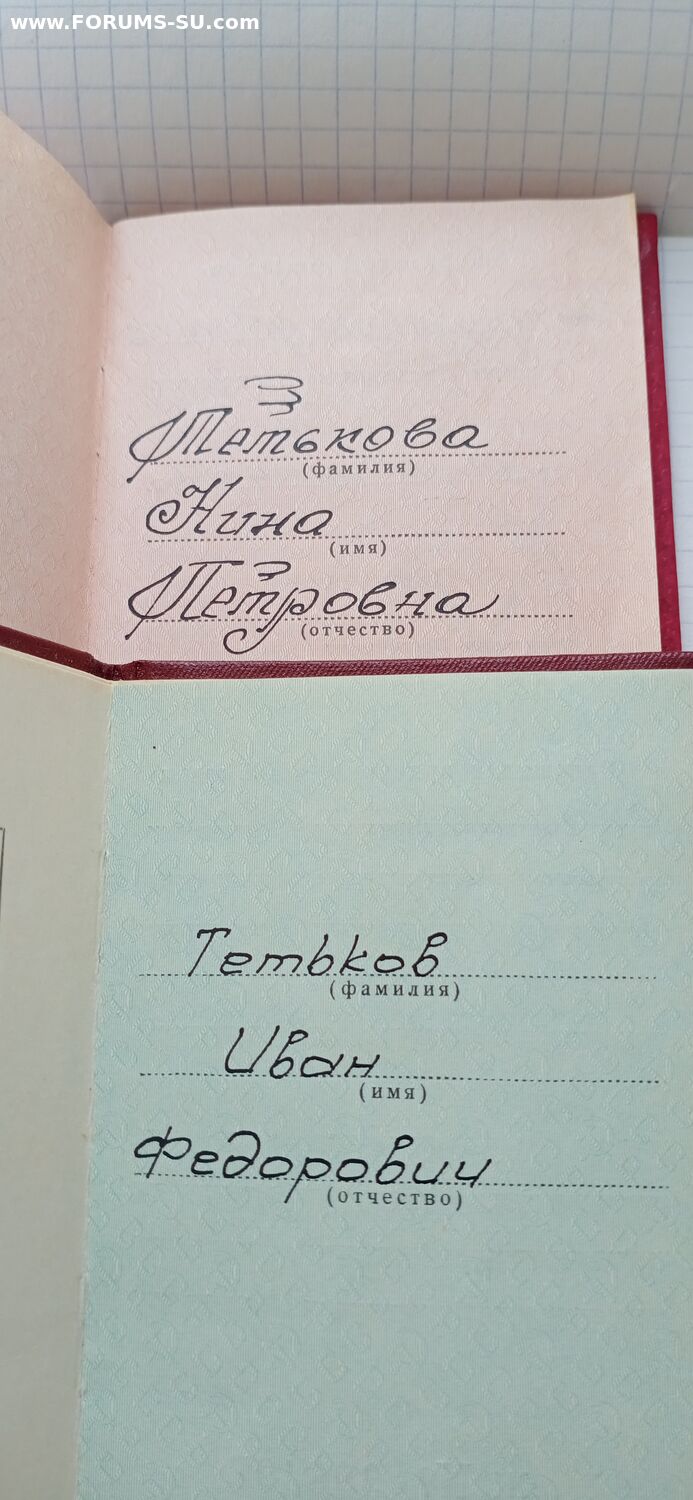 www.FORUMS-SU.com
Тетькова
(фамилия)
Нина
(имя)
Петровна
(отчество)
Тетьков
(фамилия)
Иван
(имя)
Федорович
(отчество)